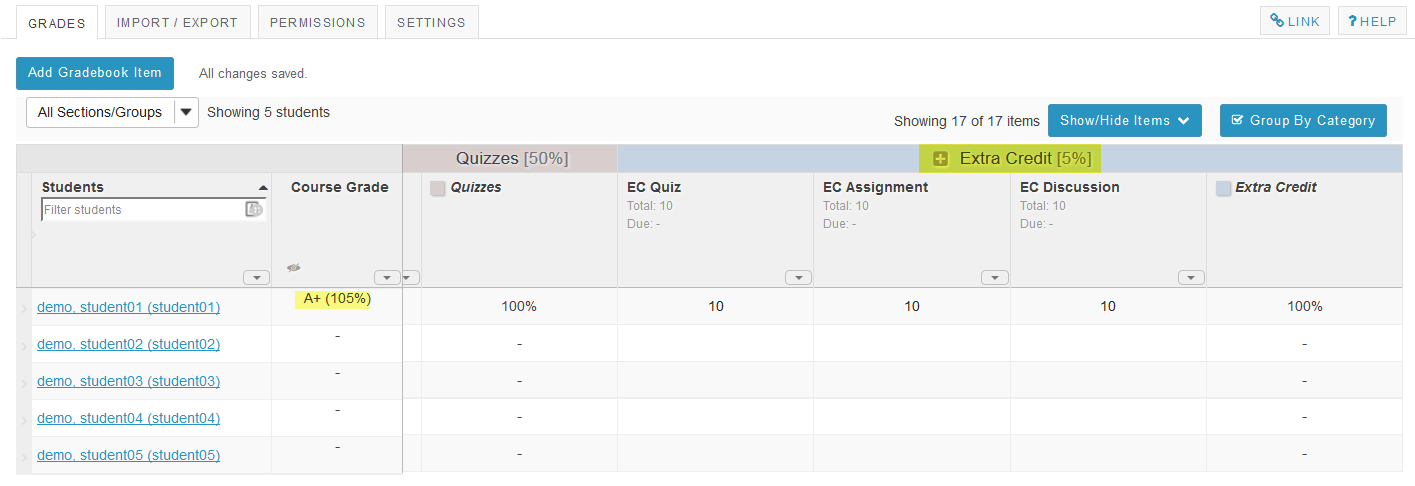 GRADES IMPORT / EXPORT PERMISSIONS SETTINGS LINK ?HELP
Add Gradebook Item All changes saved.
All Sections/Groups Showing 5 students Showing 17 of 17 items Show/Hide Items Group By Category
Quizzes [50%] Extra Credit [5%]
Students Course Grade Quizzes EC Quiz EC Assignment EC Discussion Extra Credit
Filter students Total: 10 Total: 10 Total: 10
Due: - Due: - Due: -
demo, student01 (student01) A+ (105%) 100% 10 10 10 100%
demo, student02 (student02) - - -
demo, student03 (student03) - - -
demo, student04 (student04) - - -
demo, student05 (student05) - - -